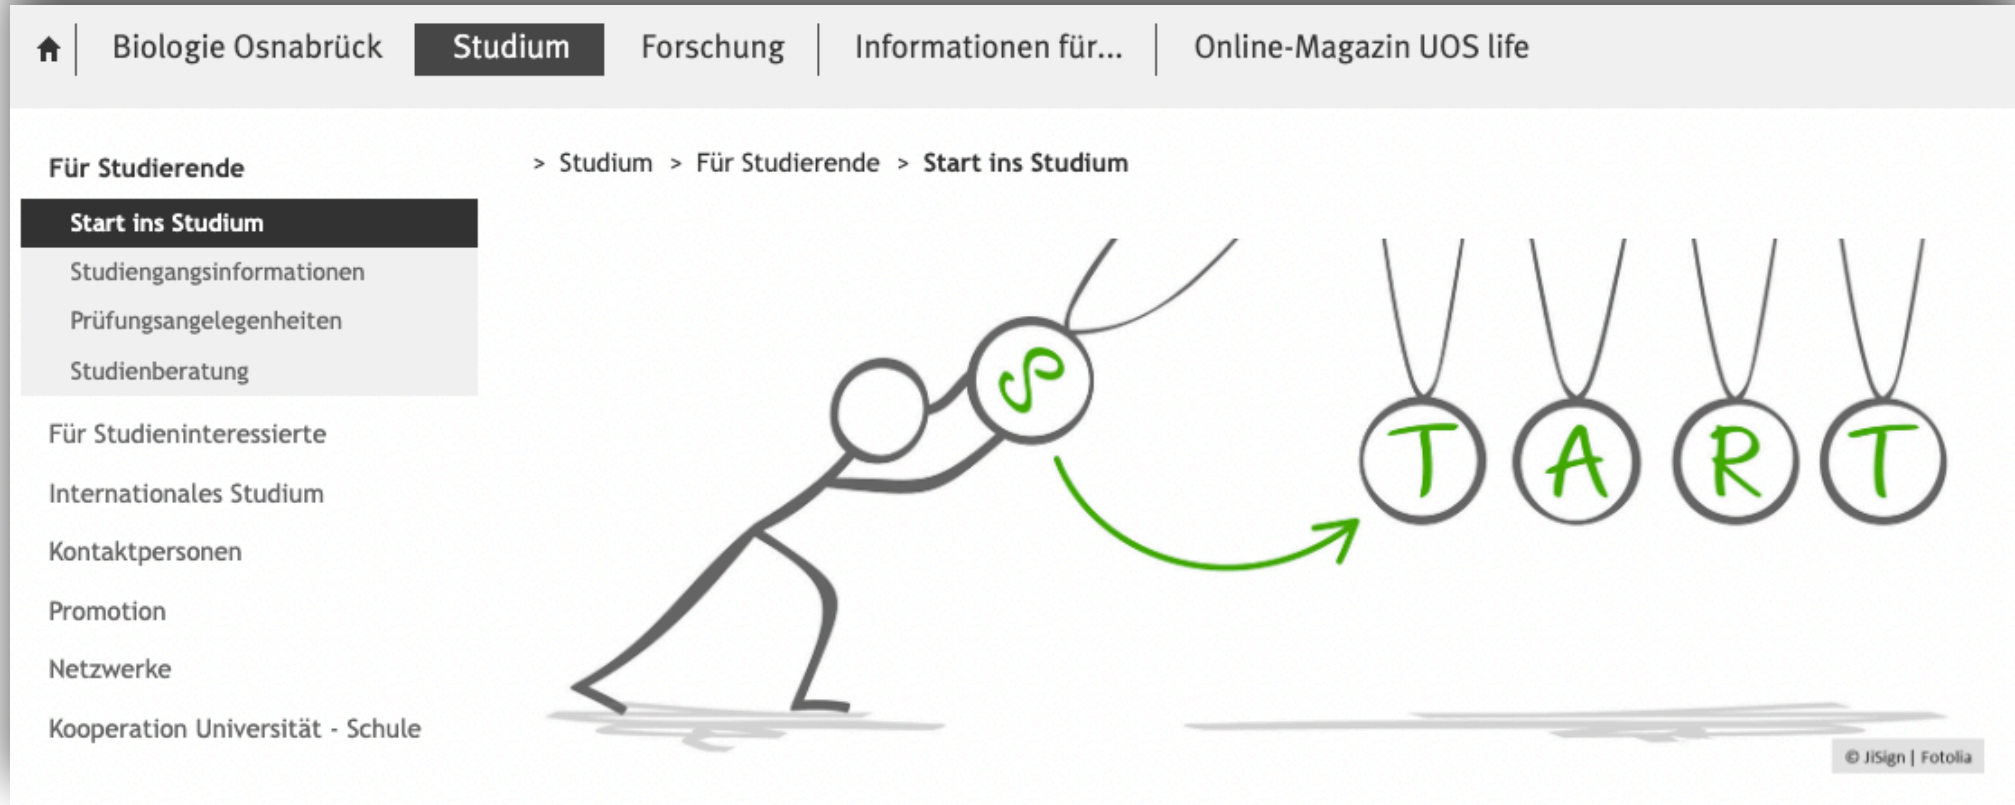 Biologie Osnabrück Studium Forschung Informationen für... Online-Magazin UOS life
Für Studierende
Start ins Studium
Studiengangsinformationen
Prüfungsangelegenheiten
Studienberatung
Für Studieninteressierte
Internationales Studium
Kontaktpersonen
Promotion
Netzwerke
Kooperation Universität - Schule
> Studium > Für Studierende > Start ins Studium
S T A R T
© JiSign | Fotolia